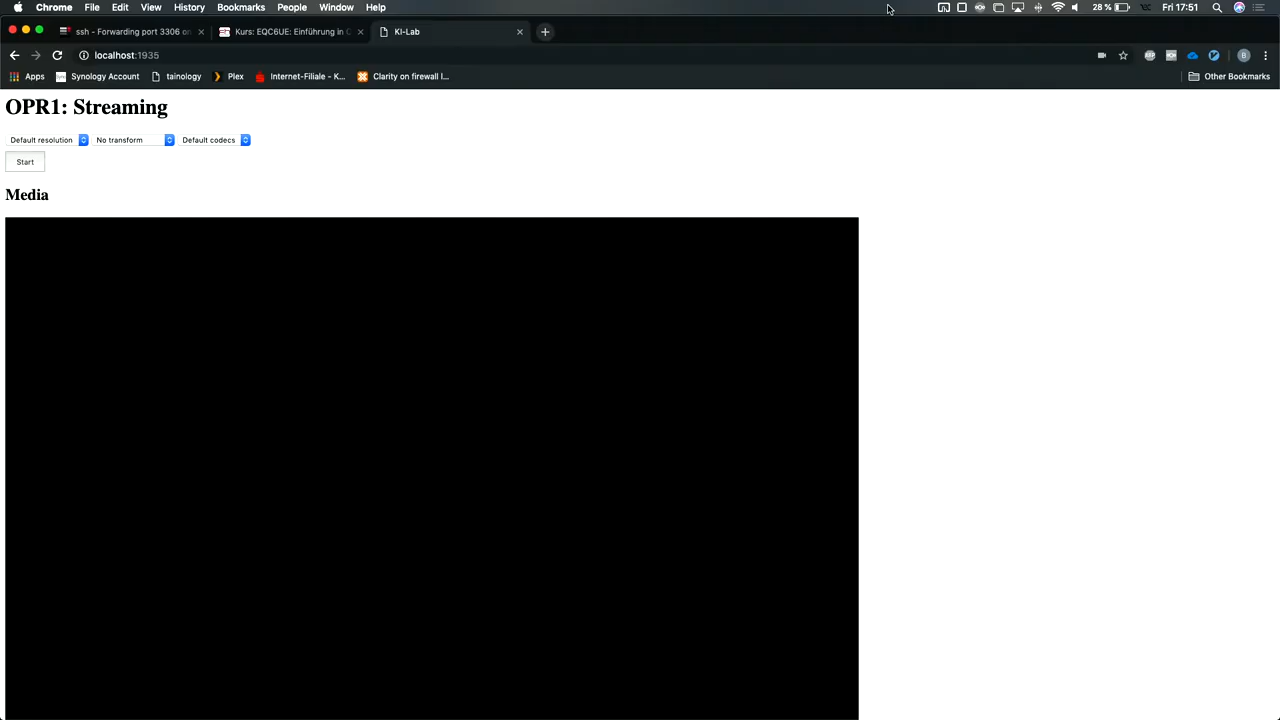 Chrome File Edit View History Bookmarks People Window Help 28 % Fri 17:51
ssh - Forwarding port 3306 on Kurs: EQC6UE: Einführung in KI-Lab
localhost:1935
Apps Synology Account tainology Plex Internet-Filiale - K... Clarity on firewall I... Other Bookmarks
OPR1: Streaming
Default resolution No transform Default codecs
Start
Media